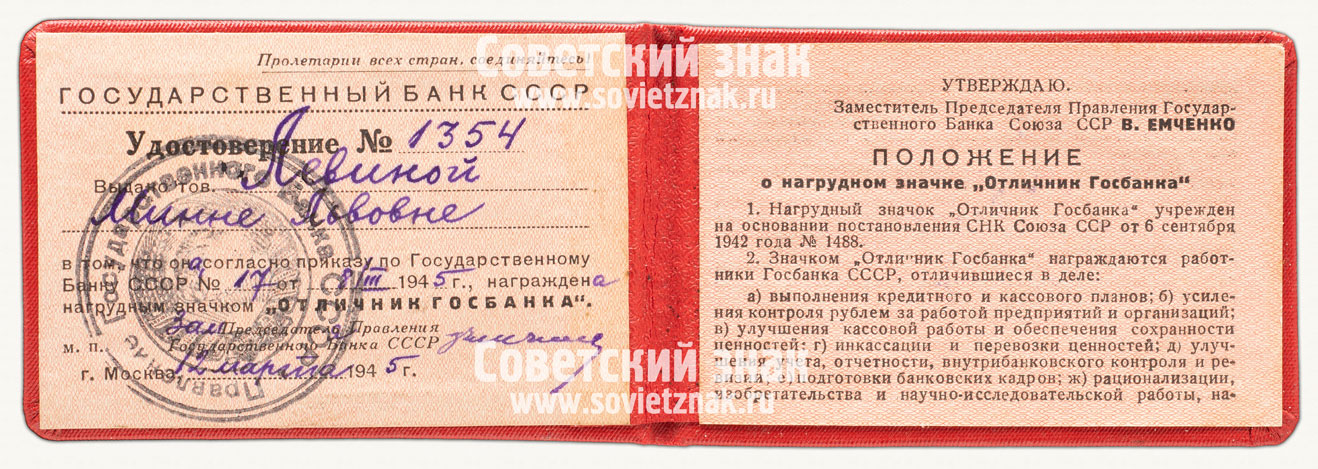 Пролетарии всех стран, соединяйтесь!
ГОСУДАРСТВЕННЫЙ БАНК СССР
Удостоверение № 1354
Выдано тов. Левиной
Минне Львовне
в том, что она согласно приказу по Государственному
Банку СССР № 17 от 8/III 1945 г., награждена
нагрудным значком „ОТЛИЧНИК ГОСБАНКА“.
Зам Председателя Правления
м. п. Государственного Банка СССР
г. Москва 12 марта 1945 г.
Правление Государственного Банка СССР
УТВЕРЖДАЮ.
Заместитель Председателя Правления Государ-
ственного Банка Союза ССР В. ЕМЧЕНКО
ПОЛОЖЕНИЕ
о нагрудном значке „Отличник Госбанка“
1. Нагрудный значок „Отличник Госбанка“ учрежден
на основании постановления СНК Союза ССР от 6 сентября
1942 года № 1488.
2. Значком „Отличник Госбанка“ награждаются работ-
ники Госбанка СССР, отличившиеся в деле:
а) выполнения кредитного и кассового планов; б) усиле-
ния контроля рублем за работой предприятий и организаций;
в) улучшения кассовой работы и обеспечения сохранности
ценностей: г) инкассации и перевозки ценностей; д) улуч-
шения учета, отчетности, внутрибанковского контроля и ре-
визий; е) подготовки банковских кадров; ж) рационализации,
изобретательства и научно-исследовательской работы, на-
Советский знак
www.sovietznak.ru
Советский знак
www.sovietznak.ru